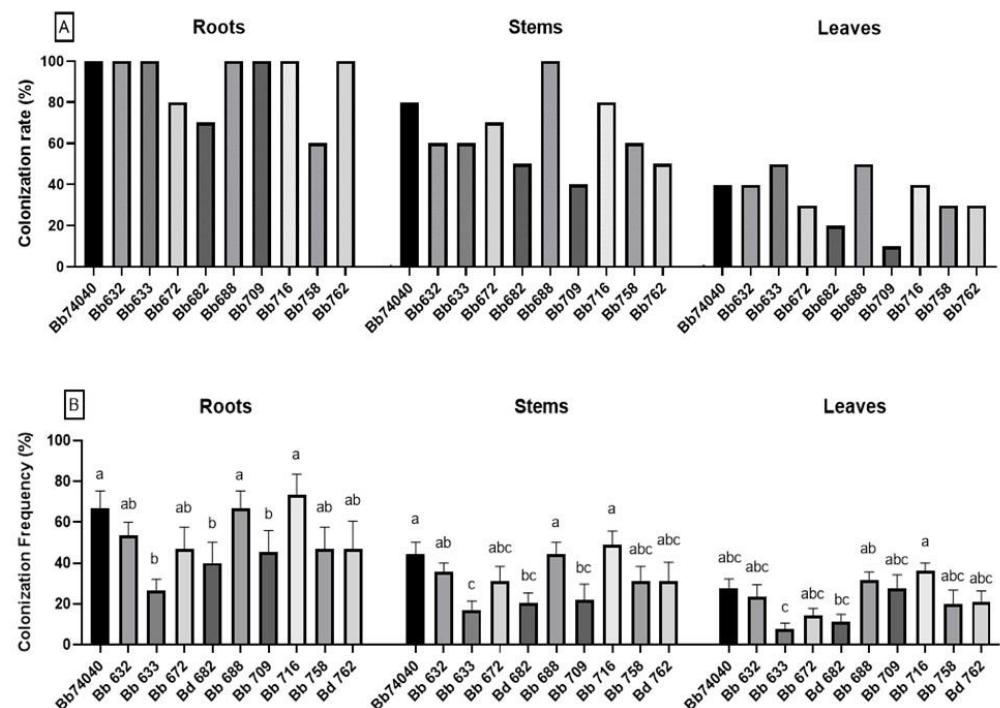 A
Roots
Stems
Leaves
Colonization rate (%)
100
80
60
40
20
0
Bb74040
Bb632
Bb633
Bb672
Bb682
Bb688
Bb709
Bb716
Bb758
Bb762
Bb74040
Bb632
Bb633
Bb672
Bb682
Bb688
Bb709
Bb716
Bb758
Bb762
Bb74040
Bb632
Bb633
Bb672
Bb682
Bb688
Bb709
Bb716
Bb758
Bb762
B
Roots
Stems
Leaves
Colonization Frequency (%)
100
80
60
40
20
0
a
ab
b
ab
b
a
b
a
ab
ab
a
ab
c
abc
bc
a
bc
a
abc
abc
abc
abc
c
abc
bc
ab
abc
a
abc
abc
Bb74040
Bb 632
Bb 633
Bb 672
Bd 682
Bb 688
Bb 709
Bb 716
Bb 758
Bd 762
Bb74040
Bb 632
Bb 633
Bb 672
Bd 682
Bb 688
Bb 709
Bb 716
Bb 758
Bd 762
Bb74040
Bb 632
Bb 633
Bb 672
Bd 682
Bb 688
Bb 709
Bb 716
Bb 758
Bd 762